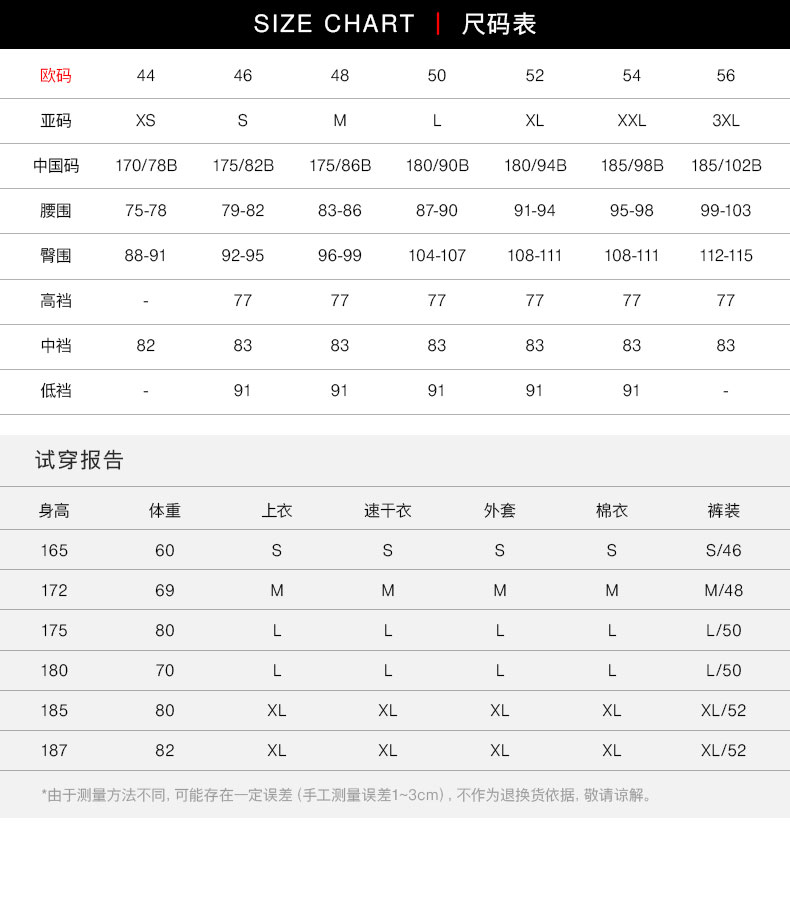 SIZE CHART | 尺码表
欧码 44 46 48 50 52 54 56
亚码 XS S M L XL XXL 3XL
中国码 170/78B 175/82B 175/86B 180/90B 180/94B 185/98B 185/102B
腰围 75-78 79-82 83-86 87-90 91-94 95-98 99-103
臀围 88-91 92-95 96-99 104-107 108-111 108-111 112-115
高裆 - 77 77 77 77 77 77
中裆 82 83 83 83 83 83 83
低裆 - 91 91 91 91 91 -
试穿报告
身高 体重 上衣 速干衣 外套 棉衣 裤装
165 60 S S S S S/46
172 69 M M M M M/48
175 80 L L L L L/50
180 70 L L L L L/50
185 80 XL XL XL XL XL/52
187 82 XL XL XL XL XL/52
*由于测量方法不同, 可能存在一定误差 (手工测量误差1~3cm) , 不作为退换货依据, 敬请谅解。